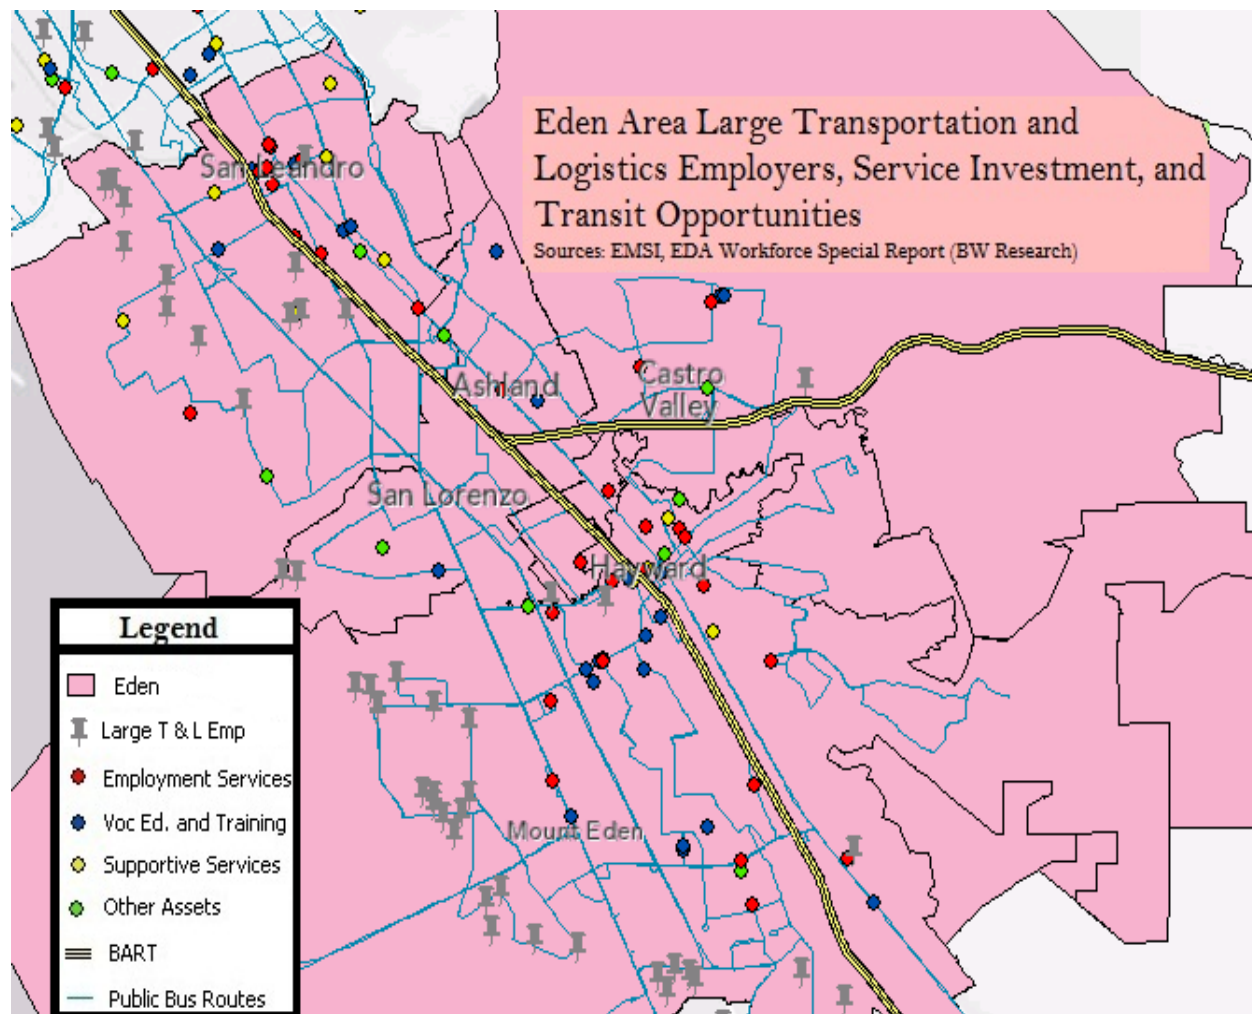 Eden Area Large Transportation and
Logistics Employers, Service Investment, and
Transit Opportunities
Sources: EMSI, EDA Workforce Special Report (BW Research)
San Leandro
Ashland
Castro
Valley
San Lorenzo
Hayward
Mount Eden
Legend
Eden
Large T & L Emp
Employment Services
Voc Ed. and Training
Supportive Services
Other Assets
BART
Public Bus Routes